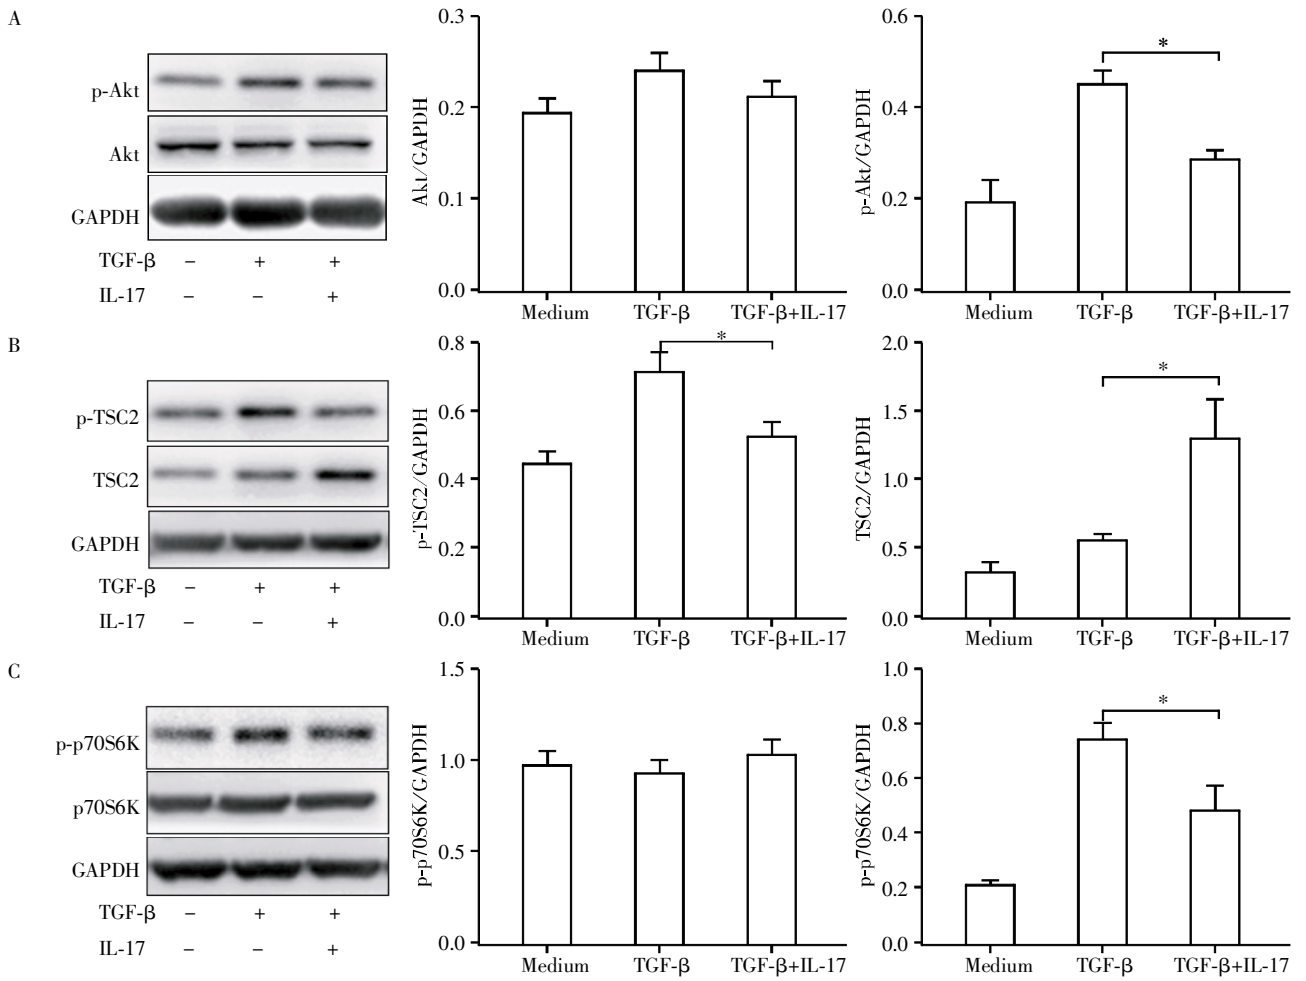 A
p-Akt
Akt
GAPDH
TGF-β − + +
IL-17 − − +
Akt/GAPDH
0.3
0.2
0.1
0.0
Medium TGF-β TGF-β+IL-17
p-Akt/GAPDH
0.6
0.4
0.2
0.0
*
Medium TGF-β TGF-β+IL-17
B
p-TSC2
TSC2
GAPDH
TGF-β − + +
IL-17 − − +
p-TSC2/GAPDH
0.8
0.6
0.4
0.2
0.0
*
Medium TGF-β TGF-β+IL-17
TSC2/GAPDH
2.0
1.5
1.0
0.5
0.0
*
Medium TGF-β TGF-β+IL-17
C
p-p70S6K
p70S6K
GAPDH
TGF-β − + +
IL-17 − − +
p-p70S6K/GAPDH
1.5
1.0
0.5
0.0
Medium TGF-β TGF-β+IL-17
p-p70S6K/GAPDH
1.0
0.8
0.6
0.4
0.2
0.0
*
Medium TGF-β TGF-β+IL-17